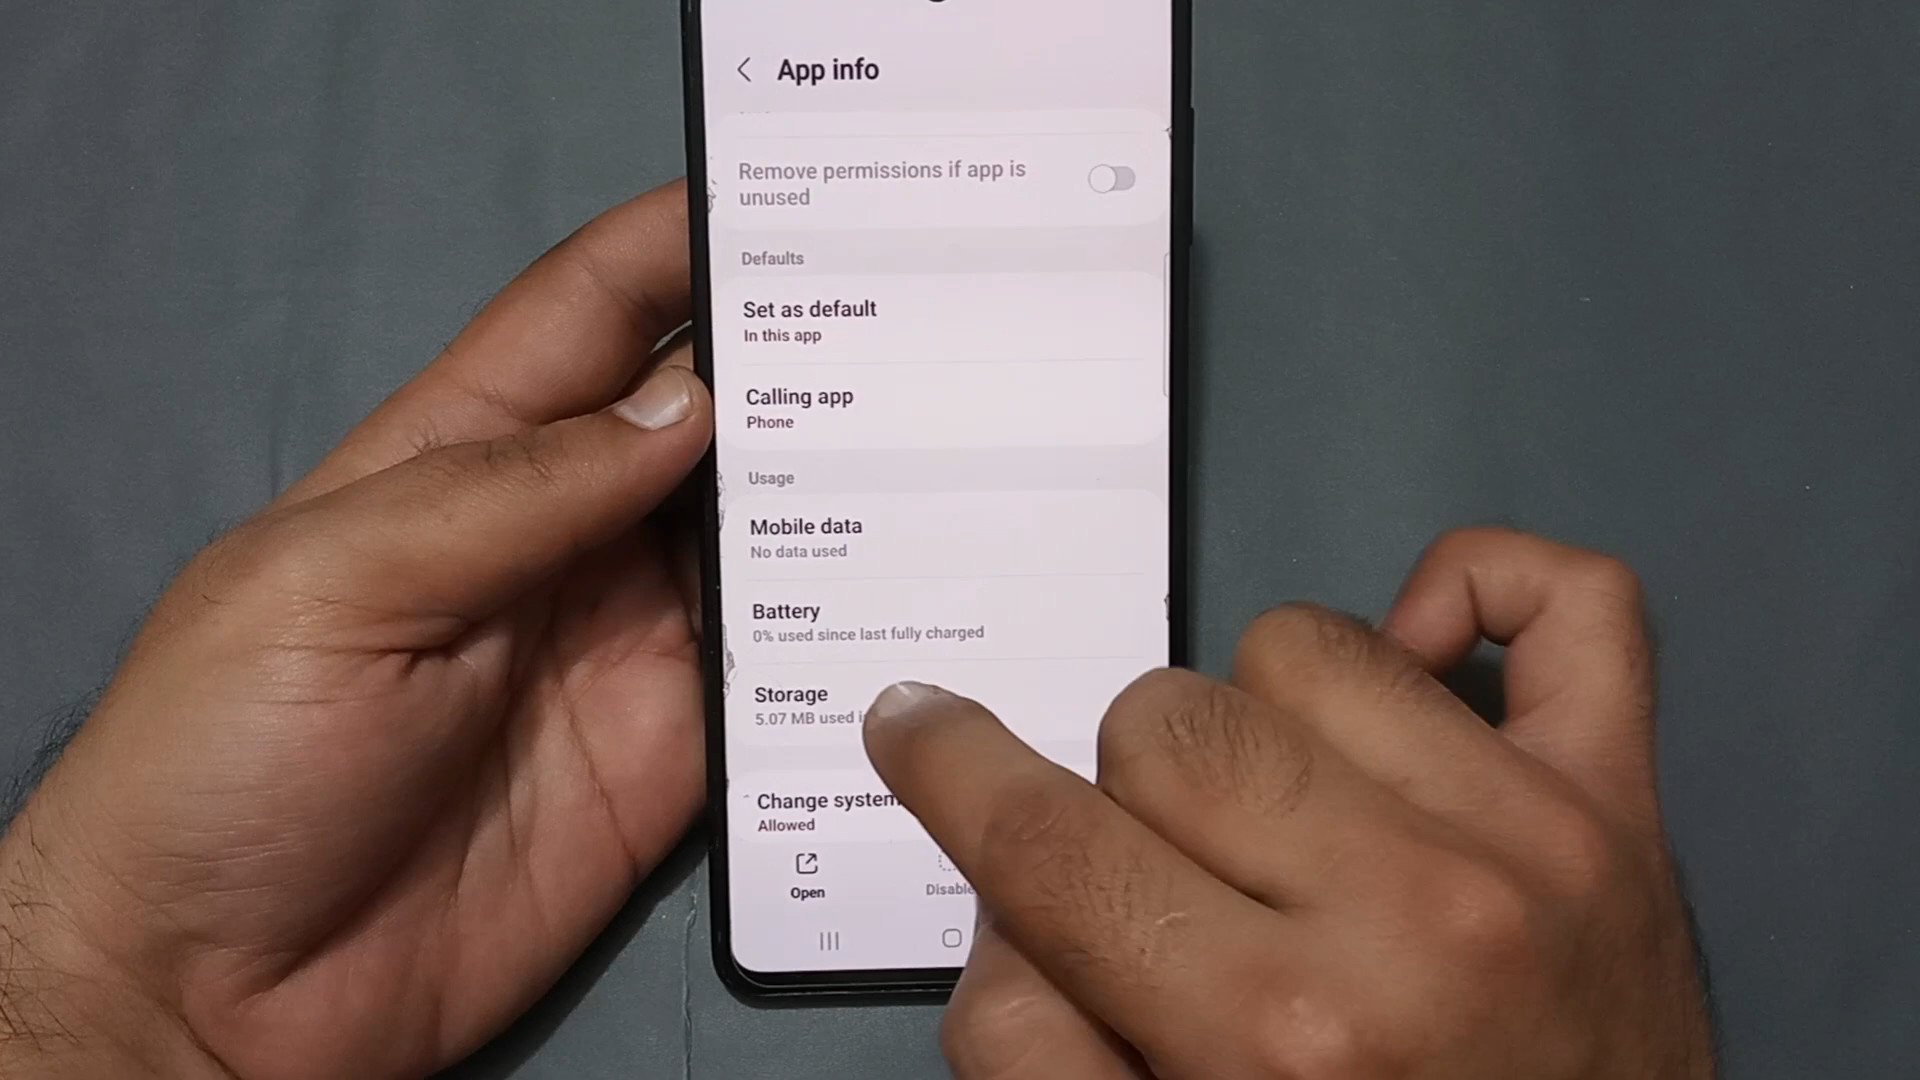 App info
Remove permissions if app is
unused
Defaults
Set as default
In this app
Calling app
Phone
Usage
Mobile data
No data used
Battery
0% used since last fully charged
Storage
5.07 MB used
Change system
Allowed
Open
Disable